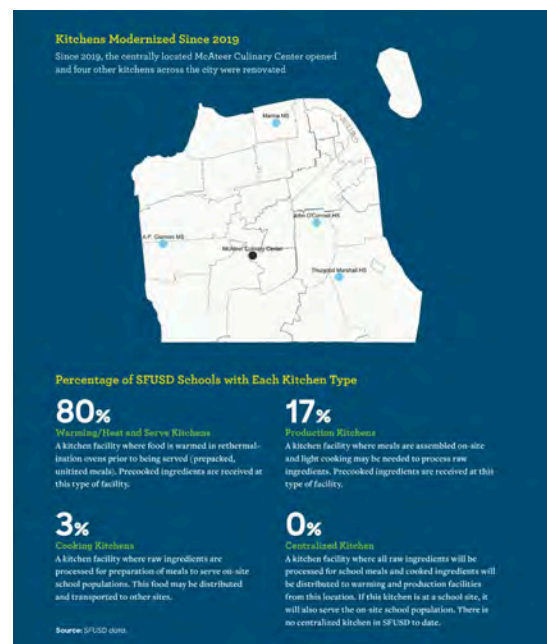 Kitchens Modernized Since 2019
Since 2019, the centrally located McAteer Culinary Center opened
and four other kitchens across the city were renovated
Marina MS
John O'Connell HS
A.P. Giannini MS
McAteer Culinary Center
Thurgood Marshall HS
Percentage of SFUSD Schools with Each Kitchen Type
80%
Warming/Heat and Serve Kitchens
A kitchen facility where food is warmed in rethermal-
ization ovens prior to being served (prepacked,
unitized meals). Precooked ingredients are received at
this type of facility.
17%
Production Kitchens
A kitchen facility where meals are assembled on-site
and light cooking may be needed to process raw
ingredients. Precooked ingredients are received at this
type of facility.
3%
Cooking Kitchens
A kitchen facility where raw ingredients are
processed for preparation of meals to serve on-site
school populations. This food may be distributed
and transported to other sites.
0%
Centralized Kitchen
A kitchen facility where all raw ingredients will be
processed for school meals and cooked ingredients will
be distributed to warming and production facilities
from this location. If this kitchen is at a school site, it
will also serve the on-site school population. There is
no centralized kitchen in SFUSD to date.
Source: SFUSD data.